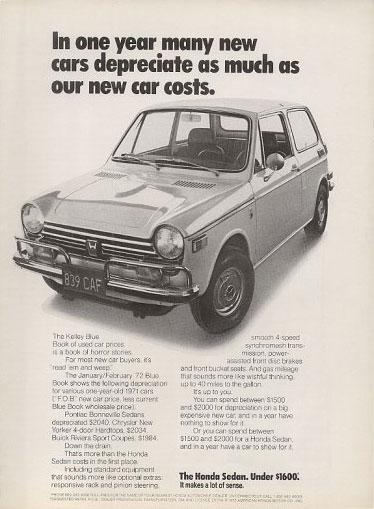 In one year many new
cars depreciate as much as
our new car costs.
839 CAF
The Kelley Blue
Book of used car prices
is a book of horror stories.
For most new car buyers, it's
"read 'em and weep."
The January/February '72 Blue
Book shows the following depreciation
for various one-year-old 1971 cars
("F.O.B." new car price, less current
Blue Book wholesale price):
Pontiac Bonneville Sedans
depreciated $2040. Chrysler New
Yorker 4-door Hardtops, $2034.
Buick Riviera Sport Coupes, $1984.
Down the drain.
That's more than the Honda
Sedan costs in the first place.
Including standard equipment
that sounds more like optional extras:
responsive rack and pinion steering,
smooth 4-speed
synchromesh trans-
mission, power-
assisted front disc brakes
and front bucket seats. And gas mileage
that sounds more like wishful thinking,
up to 40 miles to the gallon.
It's up to you.
You can spend between $1500
and $2000 for depreciation on a big
expensive new car, and in a year have
nothing to show for it.
Or you can spend between
$1500 and $2000 for a Honda Sedan,
and in a year have a car to show for it.
The Honda Sedan. Under $1600.*
It makes a lot of sense.